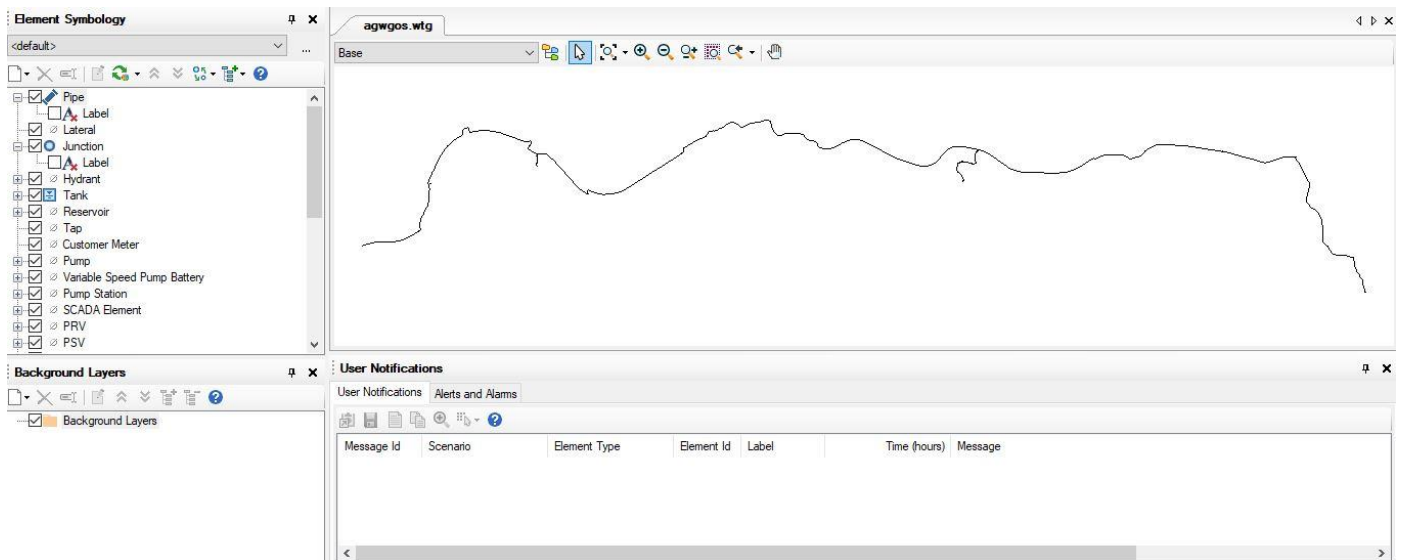 Element Symbology
<default>
...
Pipe
Label
Lateral
Junction
Label
Hydrant
Tank
Reservoir
Tap
Customer Meter
Pump
Variable Speed Pump Battery
Pump Station
SCADA Element
PRV
PSV
Background Layers
Background Layers
agwgos.wtg
Base
User Notifications
User Notifications Alerts and Alarms
Message Id Scenario Element Type Element Id Label Time (hours) Message